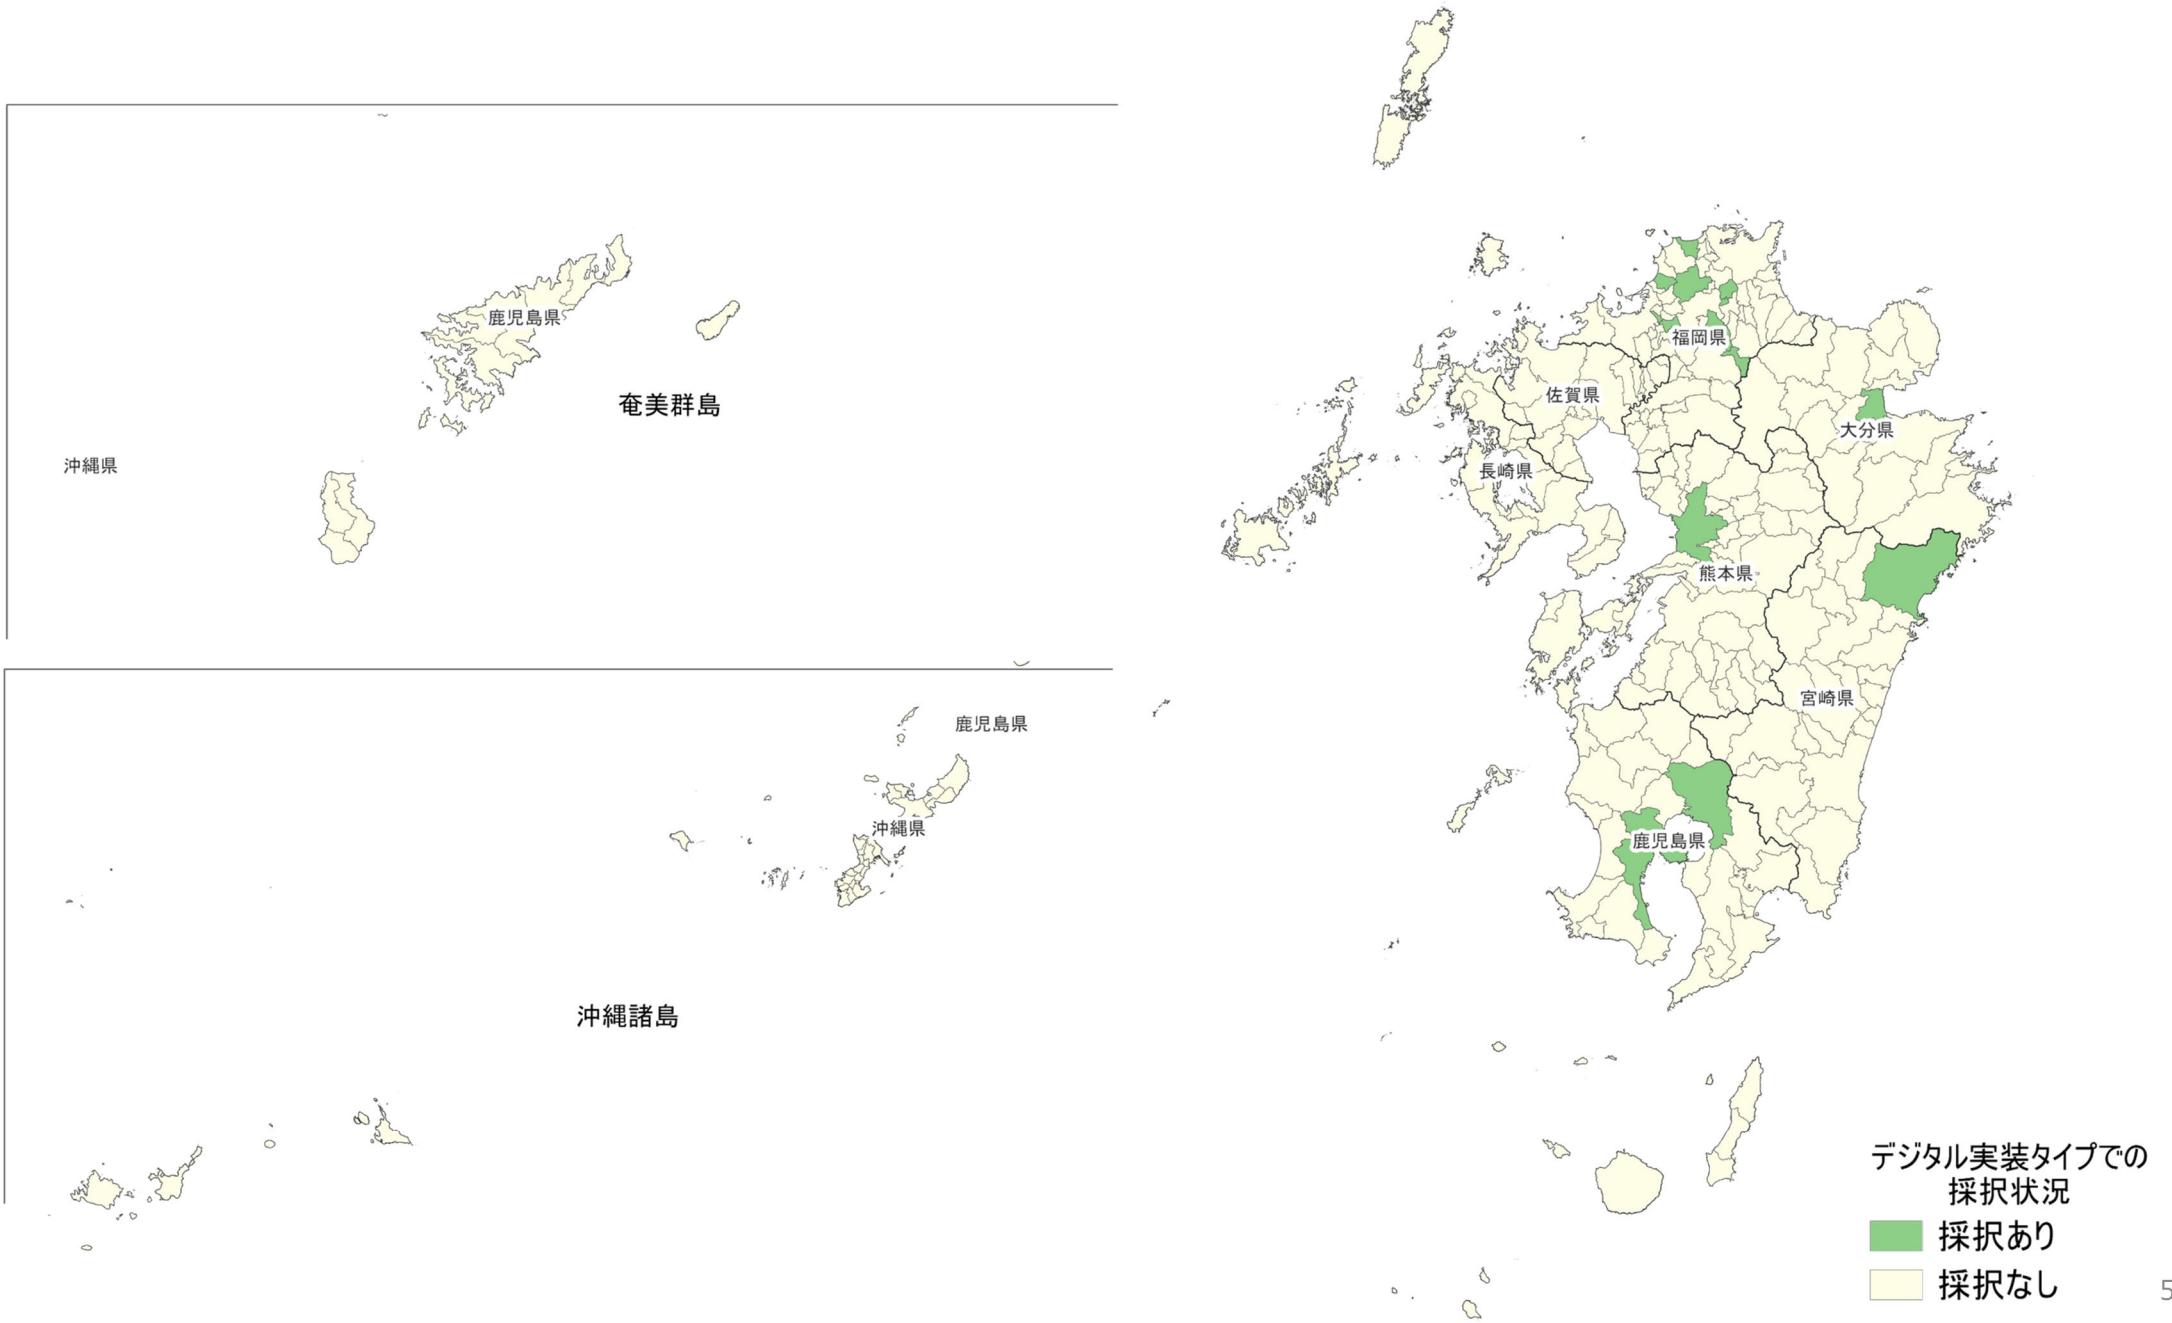 鹿児島県
奄美群島
沖縄県
鹿児島県
沖縄県
沖縄諸島
福岡県
佐賀県
大分県
長崎県
熊本県
宮崎県
鹿児島県
デジタル実装タイプでの
採択状況
採択あり
採択なし
5